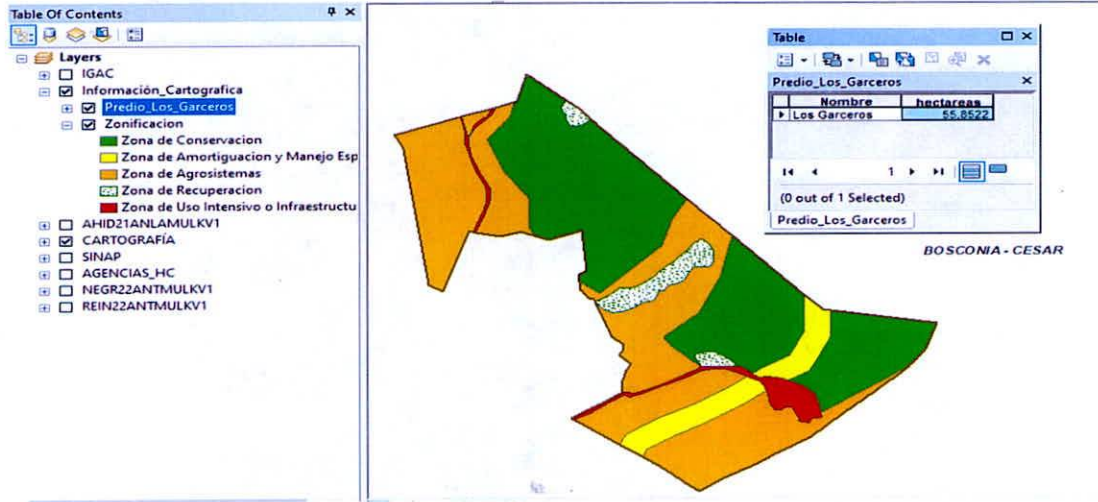 Table Of Contents
Layers
IGAC
Información_Cartografica
Predio_Los_Garceros
Zonificacion
Zona de Conservacion
Zona de Amortiguacion y Manejo Esp
Zona de Agrosistemas
Zona de Recuperacion
Zona de Uso Intensivo o Infraestructu
AHID21ANLAMULKV1
CARTOGRAFÍA
SINAP
AGENCIAS_HC
NEGR22ANTMULKV1
REIN22ANTMULKV1
Table
Predio_Los_Garceros
Nombre hectareas
Los Garceros 55.8522
1
(0 out of 1 Selected)
Predio_Los_Garceros
BOSCONIA - CESAR